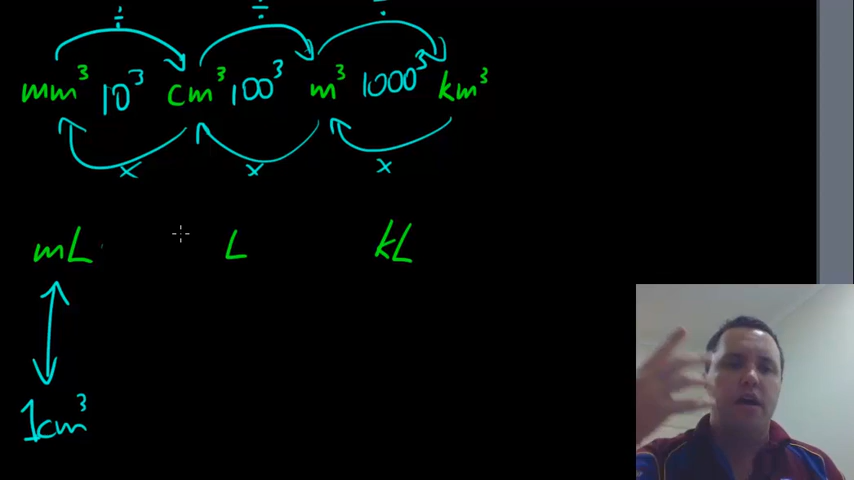 ÷ ÷ ÷
mm³ 10³ cm³ 100³ m³ 1000³ km³
x x x
mL L kL
1cm³